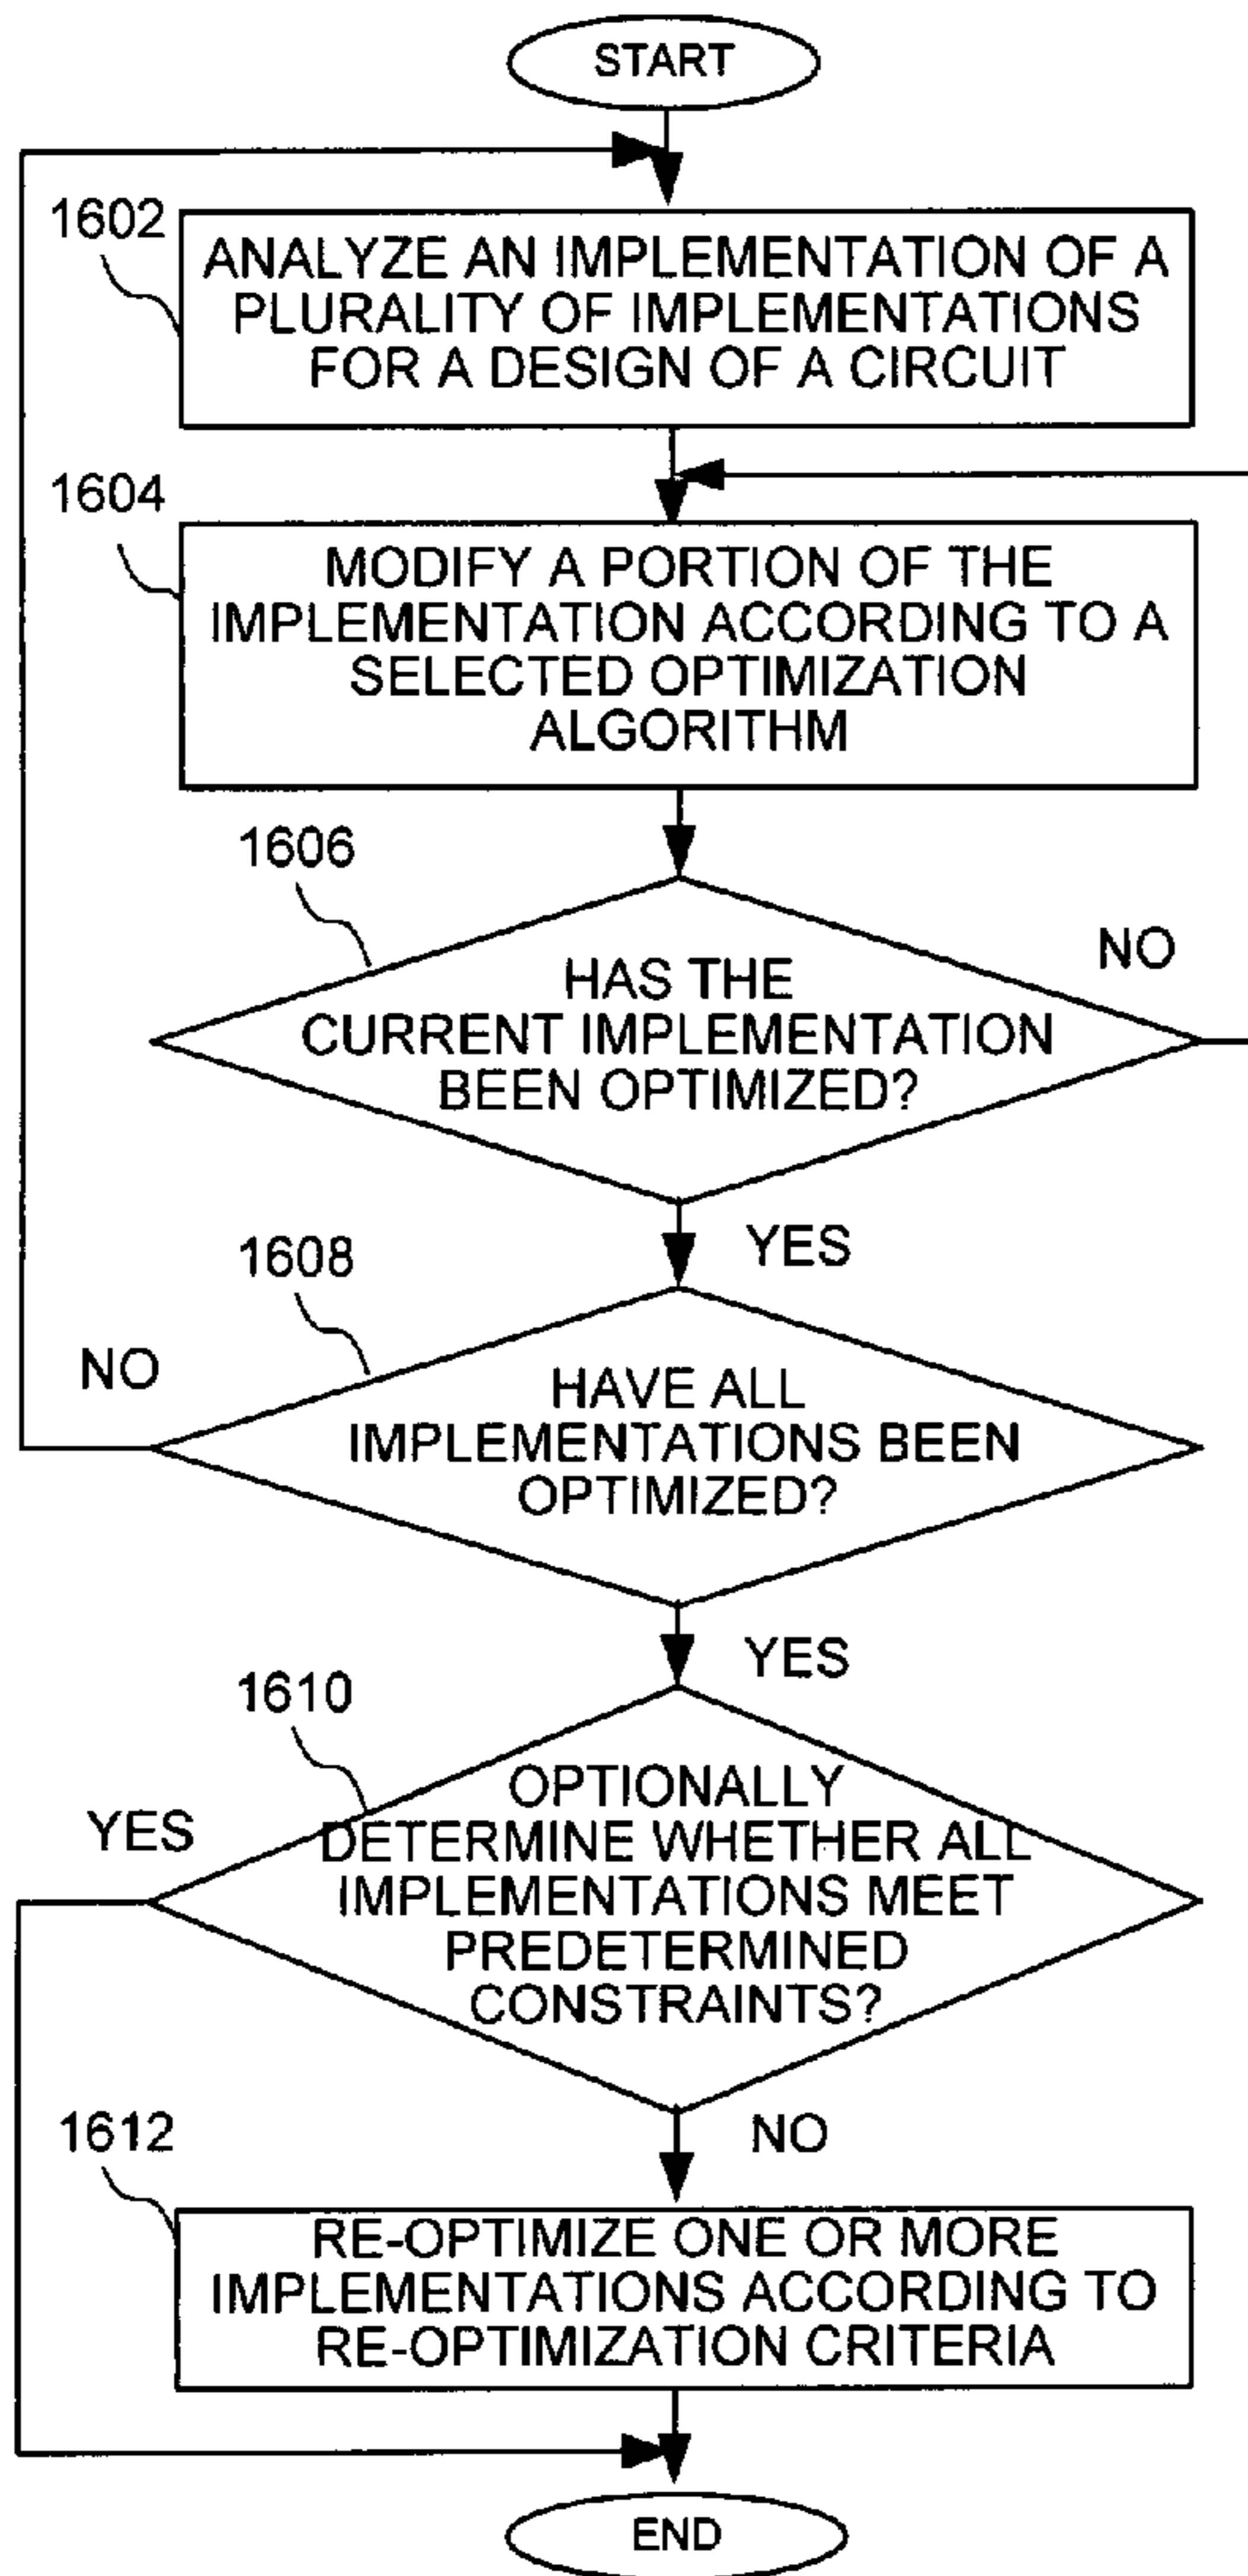 START
1602
ANALYZE AN IMPLEMENTATION OF A
PLURALITY OF IMPLEMENTATIONS
FOR A DESIGN OF A CIRCUIT
1604
MODIFY A PORTION OF THE
IMPLEMENTATION ACCORDING TO A
SELECTED OPTIMIZATION
ALGORITHM
1606
HAS THE
CURRENT IMPLEMENTATION
BEEN OPTIMIZED?
NO
YES
1608
HAVE ALL
IMPLEMENTATIONS BEEN
OPTIMIZED?
NO
YES
1610
OPTIONALLY
DETERMINE WHETHER ALL
IMPLEMENTATIONS MEET
PREDETERMINED
CONSTRAINTS?
YES
NO
1612
RE-OPTIMIZE ONE OR MORE
IMPLEMENTATIONS ACCORDING TO
RE-OPTIMIZATION CRITERIA
END